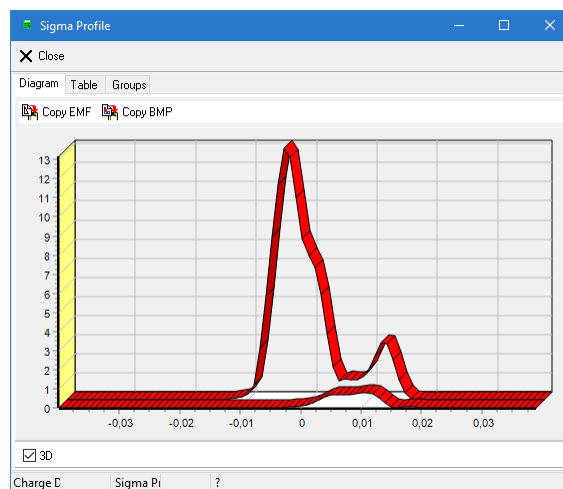 Sigma Profile
Close
Diagram Table Groups
Copy EMF Copy BMP
13
12
11
10
9
8
7
6
5
4
3
2
1
0
-0,03 -0,02 -0,01 0 0,01 0,02 0,03
3D
Charge D Sigma Pr ?